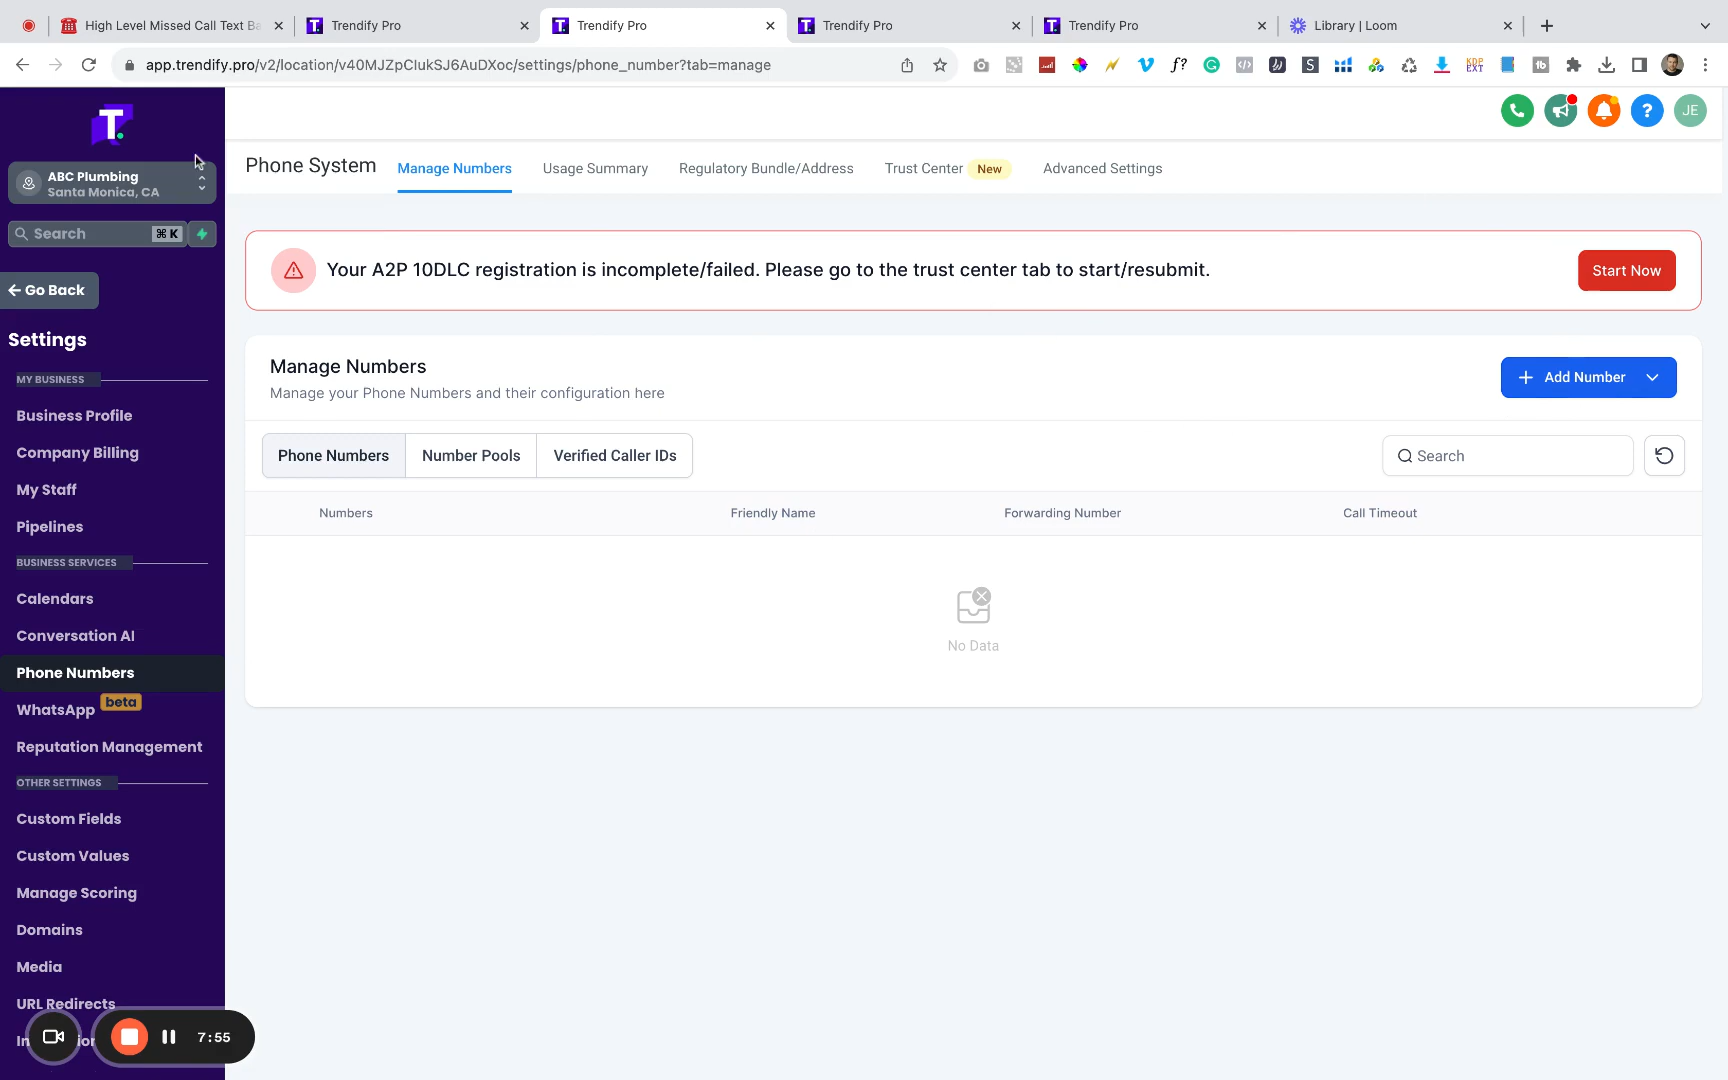 High Level Missed Call Text Ba
Trendify Pro
Trendify Pro
Trendify Pro
Trendify Pro
Library | Loom
app.trendify.pro/v2/location/v40MJZpClukSJ6AuDXoc/settings/phone_number?tab=manage
f?
S
KDP
EXT
tb
T.
ABC Plumbing
Santa Monica, CA
Search
⌘ K
Go Back
Settings
MY BUSINESS
Business Profile
Company Billing
My Staff
Pipelines
BUSINESS SERVICES
Calendars
Conversation AI
Phone Numbers
WhatsApp beta
Reputation Management
OTHER SETTINGS
Custom Fields
Custom Values
Manage Scoring
Domains
Media
URL Redirects
7:55
?
JE
Phone System
Manage Numbers
Usage Summary
Regulatory Bundle/Address
Trust Center New
Advanced Settings
Your A2P 10DLC registration is incomplete/failed. Please go to the trust center tab to start/resubmit.
Start Now
Manage Numbers
Manage your Phone Numbers and their configuration here
+ Add Number
Phone Numbers
Number Pools
Verified Caller IDs
Search
Numbers
Friendly Name
Forwarding Number
Call Timeout
No Data